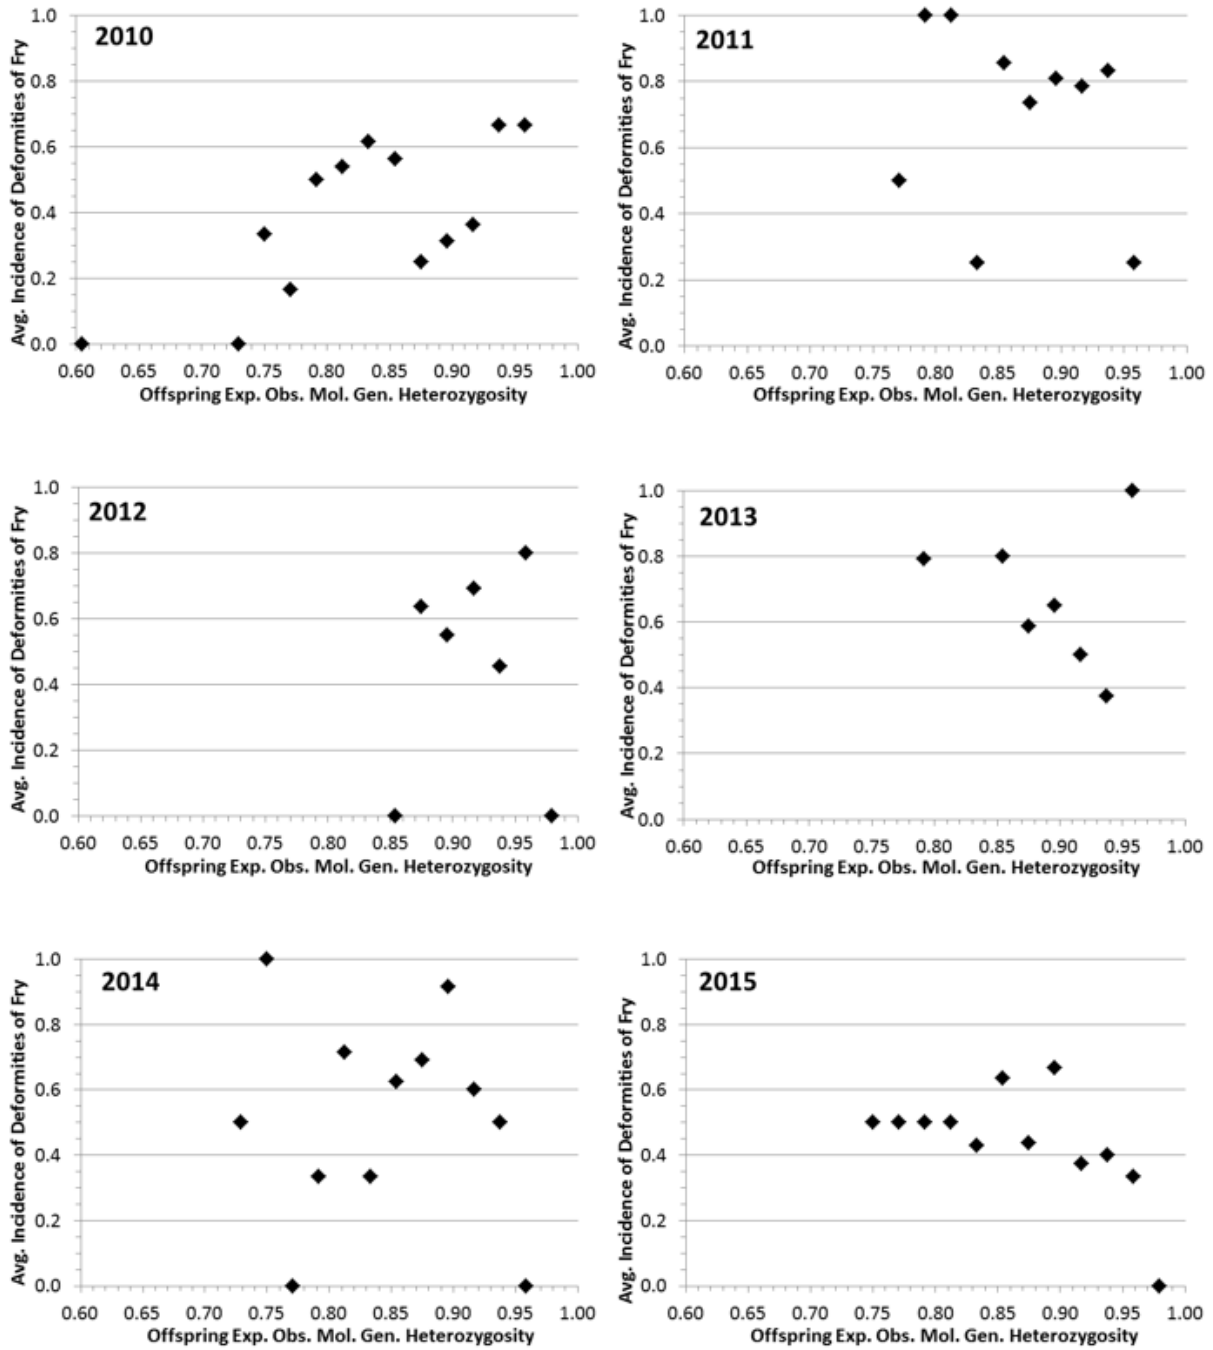 2010
Avg. Incidence of Deformities of Fry
1.0
0.8
0.6
0.4
0.2
0.0
0.60 0.65 0.70 0.75 0.80 0.85 0.90 0.95 1.00
Offspring Exp. Obs. Mol. Gen. Heterozygosity
2011
Avg. Incidence of Deformities of Fry
1.0
0.8
0.6
0.4
0.2
0.0
0.60 0.65 0.70 0.75 0.80 0.85 0.90 0.95 1.00
Offspring Exp. Obs. Mol. Gen. Heterozygosity
2012
Avg. Incidence of Deformities of Fry
1.0
0.8
0.6
0.4
0.2
0.0
0.60 0.65 0.70 0.75 0.80 0.85 0.90 0.95 1.00
Offspring Exp. Obs. Mol. Gen. Heterozygosity
2013
Avg. Incidence of Deformities of Fry
1.0
0.8
0.6
0.4
0.2
0.0
0.60 0.65 0.70 0.75 0.80 0.85 0.90 0.95 1.00
Offspring Exp. Obs. Mol. Gen. Heterozygosity
2014
Avg. Incidence of Deformities of Fry
1.0
0.8
0.6
0.4
0.2
0.0
0.60 0.65 0.70 0.75 0.80 0.85 0.90 0.95 1.00
Offspring Exp. Obs. Mol. Gen. Heterozygosity
2015
Avg. Incidence of Deformities of Fry
1.0
0.8
0.6
0.4
0.2
0.0
0.60 0.65 0.70 0.75 0.80 0.85 0.90 0.95 1.00
Offspring Exp. Obs. Mol. Gen. Heterozygosity